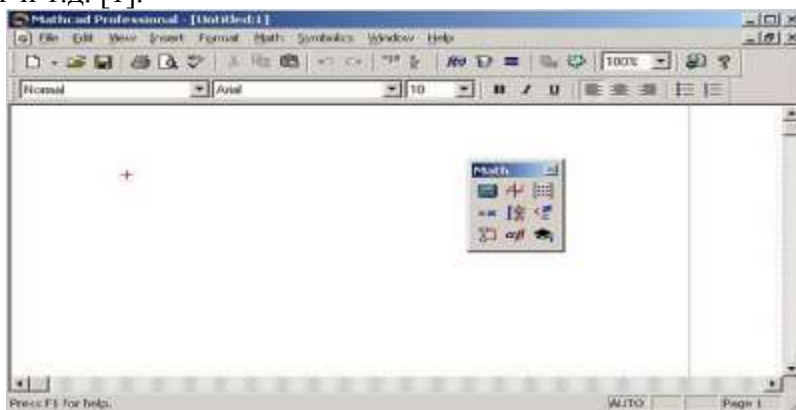 и т.д. [1].
Mathcad Professional - [Untitled:1]
File Edit View Insert Format Math Symbolics Window Help
100%
Normal Arial 10 B I U
Math
Press F1 for help. AUTO Page 1